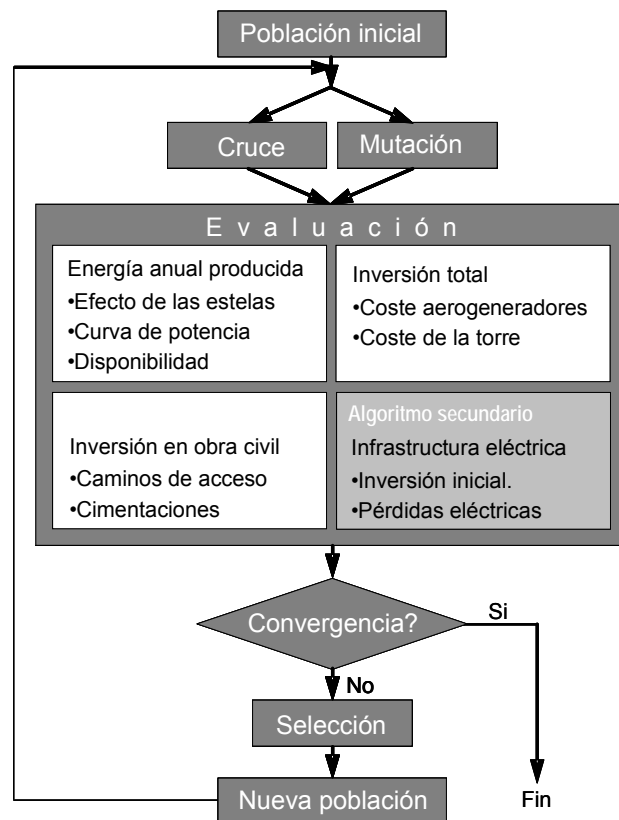 Población inicial
Cruce
Mutación
Evaluación
Energía anual producida
•Efecto de las estelas
•Curva de potencia
•Disponibilidad
Inversión total
•Coste aerogeneradores
•Coste de la torre
Inversión en obra civil
•Caminos de acceso
•Cimentaciones
Algoritmo secundario
Infrastructura eléctrica
•Inversión inicial.
•Pérdidas eléctricas
Convergencia?
Si
No
Selección
Nueva población
Fin